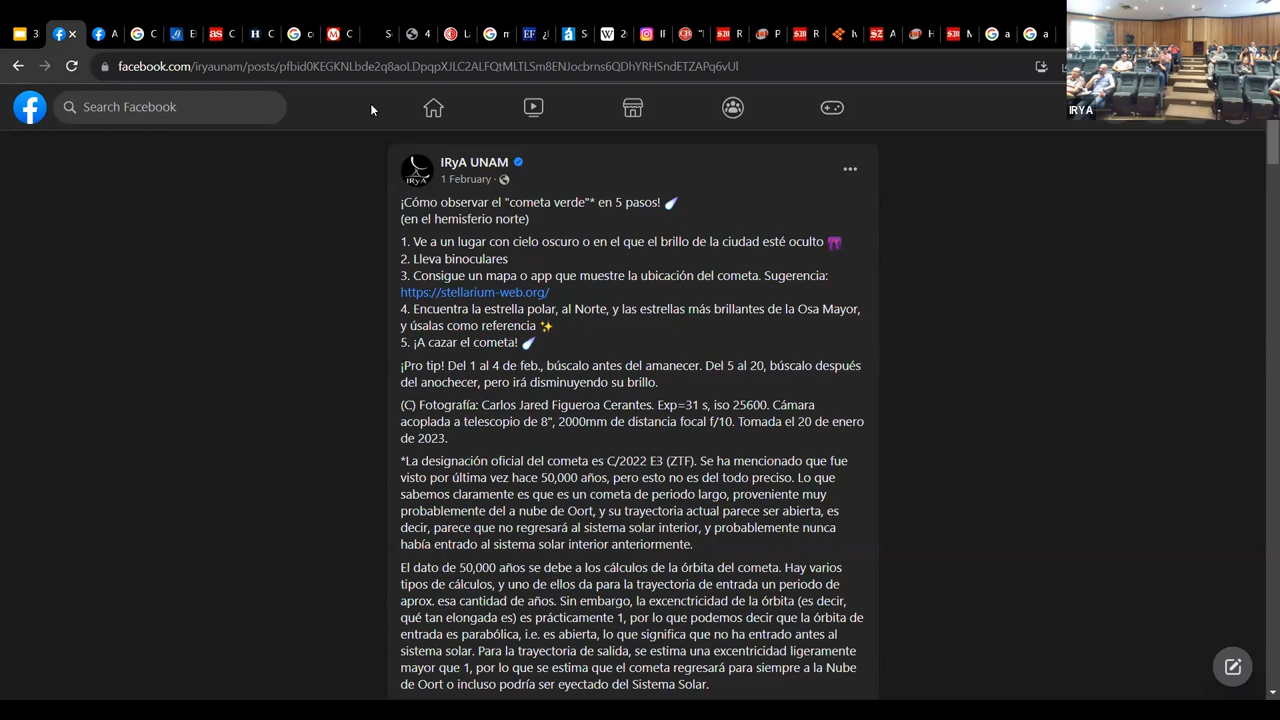 3
A
C
E
C
H
C
co
C
S
4
La
m
¿
S
2
IN
"
R
P
R
M
A
H
M
a
a
facebook.com/iryaunam/posts/
Search Facebook
IRyA
IRyA UNAM
1 February ·
¡Cómo observar el "cometa verde"* en 5 pasos!
(en el hemisferio norte)
1. Ve a un lugar con cielo oscuro o en el que el brillo de la ciudad esté oculto
2. Lleva binoculares
3. Consigue un mapa o app que muestre la ubicación del cometa. Sugerencia:
https://stellarium-web.org/
4. Encuentra la estrella polar, al Norte, y las estrellas más brillantes de la Osa Mayor,
y úsalas como referencia
5. ¡A cazar el cometa!
¡Pro tip! Del 1 al 4 de feb., búscalo antes del amanecer. Del 5 al 20, búscalo después
del anochecer, pero irá disminuyendo su brillo.
(C) Fotografía: Carlos Jared Figueroa Cerantes. Exp=31 s, iso 25600. Cámara
acoplada a telescopio de 8", 2000mm de distancia focal f/10. Tomada el 20 de enero
de 2023.
*La designación oficial del cometa es C/2022 E3 (ZTF). Se ha mencionado que fue
visto por última vez hace 50,000 años, pero esto no es del todo preciso. Lo que
sabemos claramente es que es un cometa de periodo largo, proveniente muy
probablemente del a nube de Oort, y su trayectoria actual parece ser abierta, es
decir, parece que no regresará al sistema solar interior, y probablemente nunca
había entrado al sistema solar interior anteriormente.
El dato de 50,000 años se debe a los cálculos de la órbita del cometa. Hay varios
tipos de cálculos, y uno de ellos da para la trayectoria de entrada un periodo de
aprox. esa cantidad de años. Sin embargo, la excenctricidad de la órbita (es decir,
qué tan elongada es) es prácticamente 1, por lo que podemos decir que la órbita de
entrada es parabólica, i.e. es abierta, lo que significa que no ha entrado antes al
sistema solar. Para la trayectoria de salida, se estima una excentricidad ligeramente
mayor que 1, por lo que se estima que el cometa regresará para siempre a la Nube
de Oort o incluso podría ser eyectado del Sistema Solar.